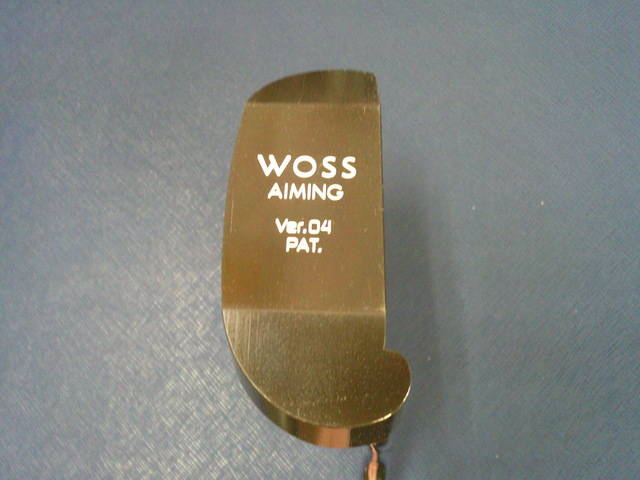 WOSS
AIMING
Ver.04
PAT.